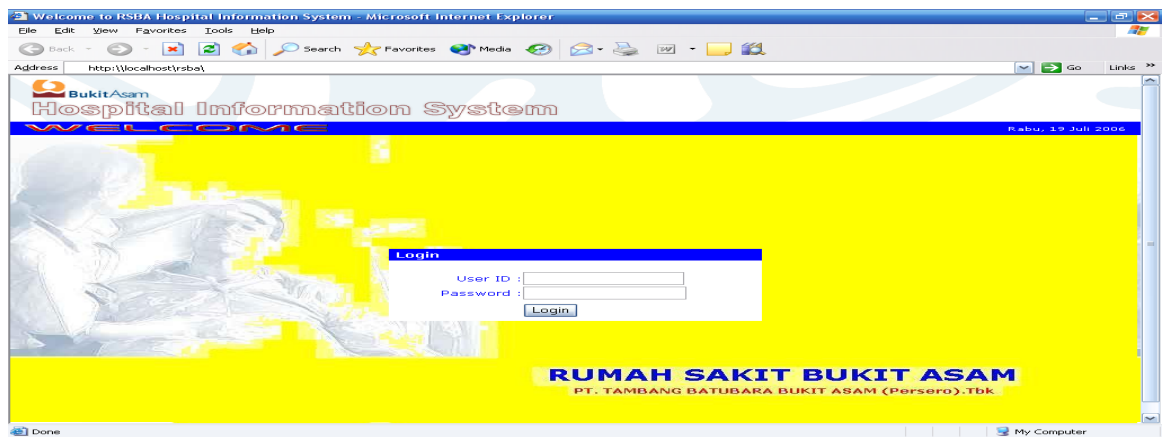 Welcome to RSBA Hospital Information System - Microsoft Internet Explorer
File Edit View Favorites Tools Help
Back Search Favorites Media
Address http:\\localhost\rsba\ Go Links »
BukitAsam
Hospital Information System
WELCOME Rabu, 19 Juli 2006
Login
User ID :
Password :
Login
RUMAH SAKIT BUKIT ASAM
PT. TAMBANG BATUBARA BUKIT ASAM (Persero).Tbk
Done My Computer